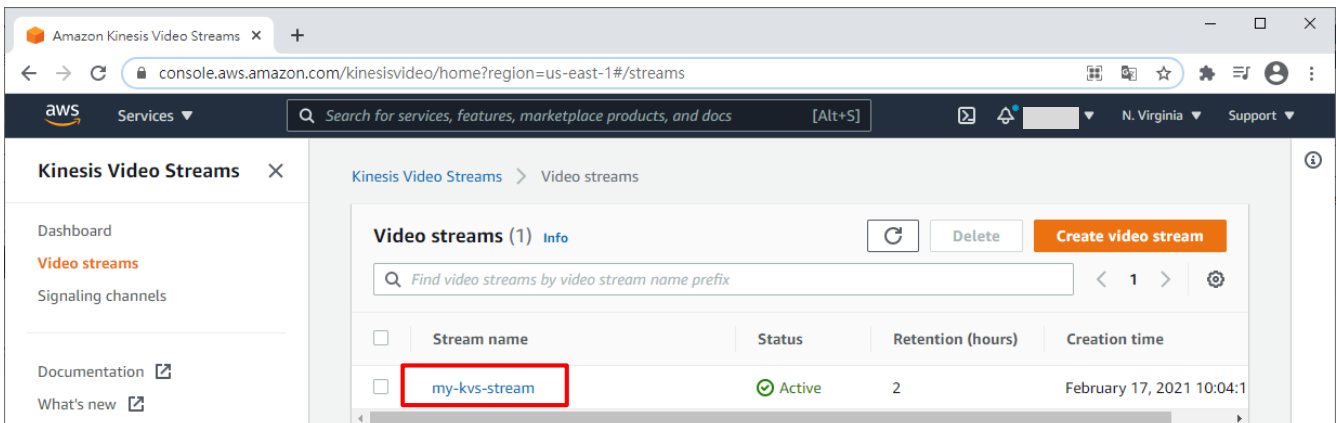 Amazon Kinesis Video Streams
console.aws.amazon.com/kinesisvideo/home?region=us-east-1#/streams
aws Services ▼ Search for services, features, marketplace products, and docs [Alt+S] N. Virginia ▼ Support ▼
Kinesis Video Streams
Dashboard
Video streams
Signaling channels
Documentation
What's new
Kinesis Video Streams > Video streams
Video streams (1) Info Delete Create video stream
Find video streams by video stream name prefix < 1 >
Stream name Status Retention (hours) Creation time
my-kvs-stream Active 2 February 17, 2021 10:04:1